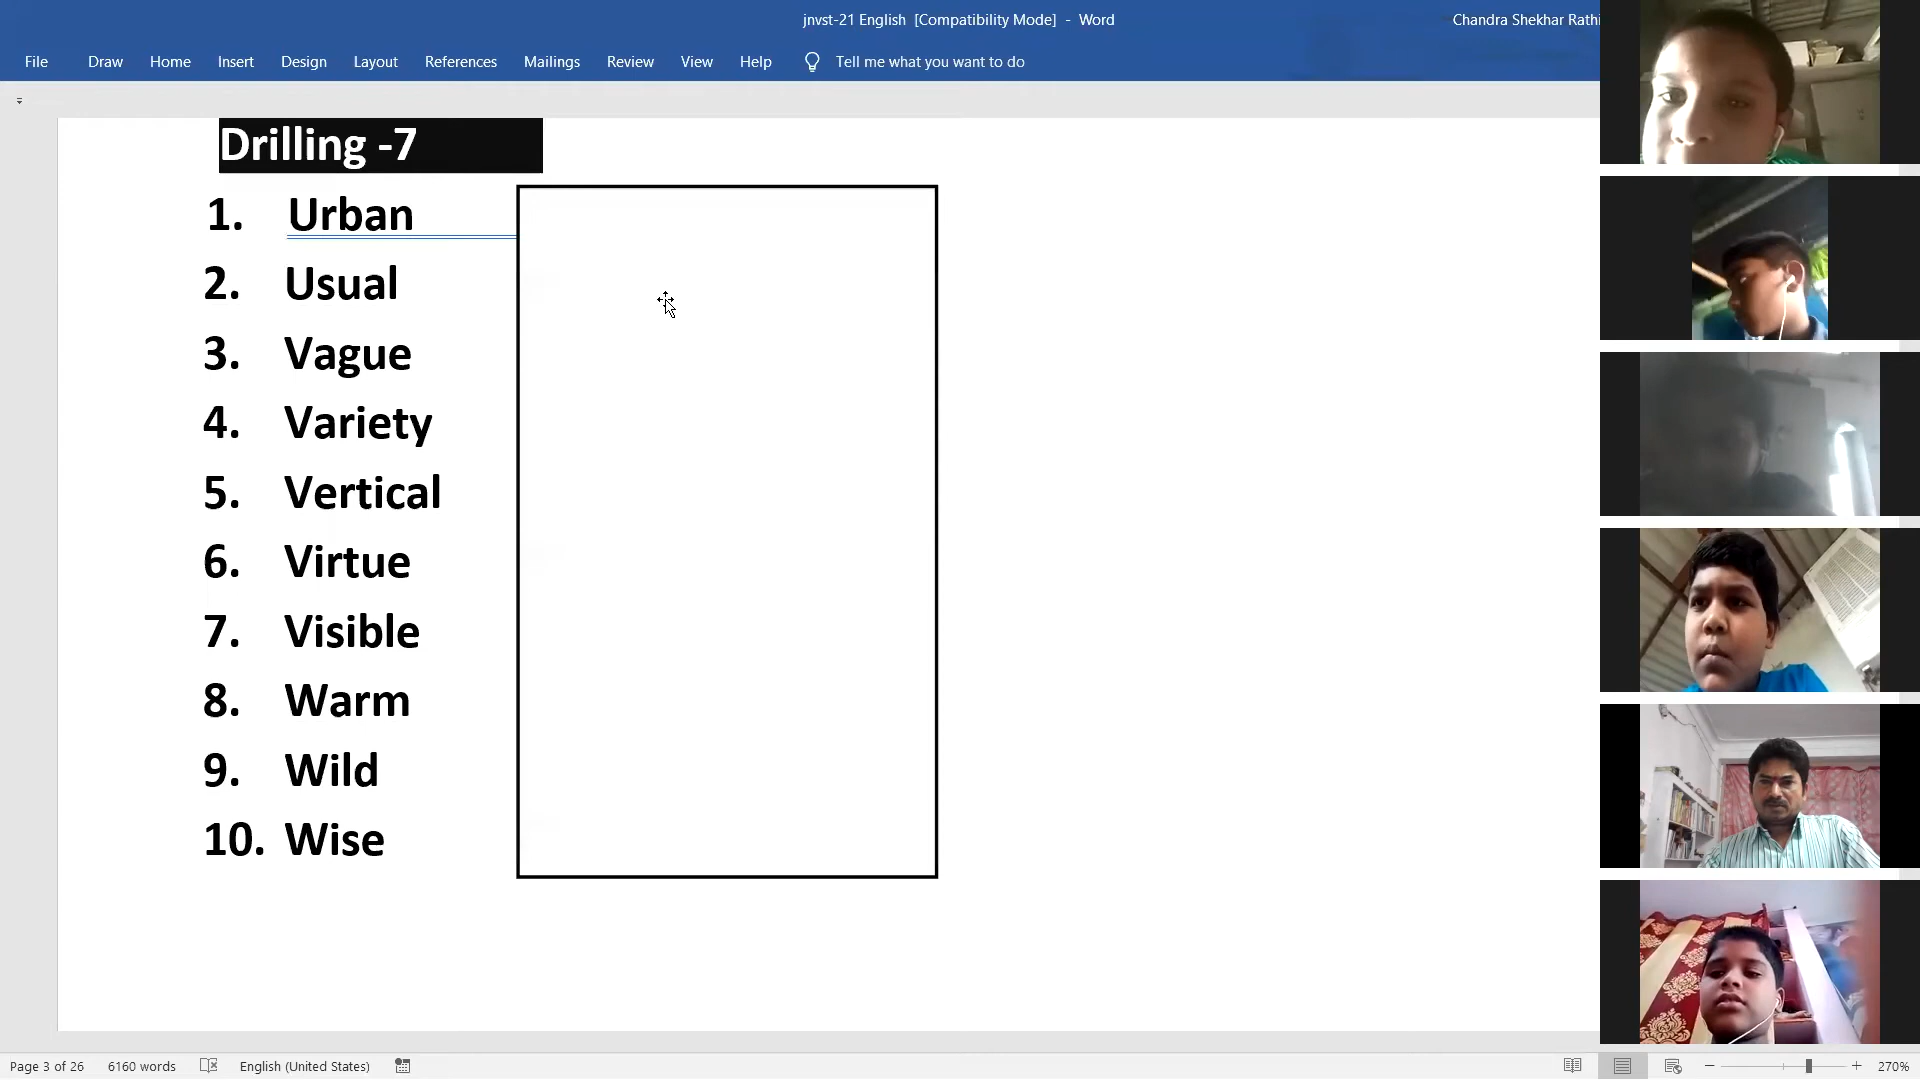 jnvst-21 English [Compatibility Mode] - Word
Chandra Shekhar Rathi
File Draw Home Insert Design Layout References Mailings Review View Help Tell me what you want to do
Drilling -7
1. Urban
2. Usual
3. Vague
4. Variety
5. Vertical
6. Virtue
7. Visible
8. Warm
9. Wild
10. Wise
Page 3 of 26 6160 words English (United States) 270%